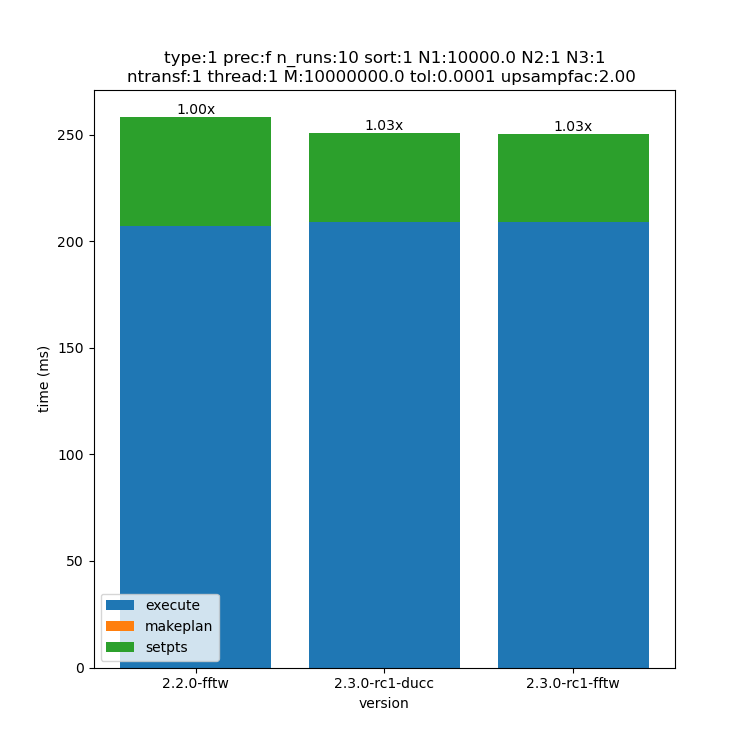 type:1 prec:f n_runs:10 sort:1 N1:10000.0 N2:1 N3:1
ntransf:1 thread:1 M:10000000.0 tol:0.0001 upsampfac:2.00
1.00x
1.03x
1.03x
250
200
150
100
50
0
time (ms)
execute
makeplan
setpts
2.2.0-fftw
2.3.0-rc1-ducc
2.3.0-rc1-fftw
version